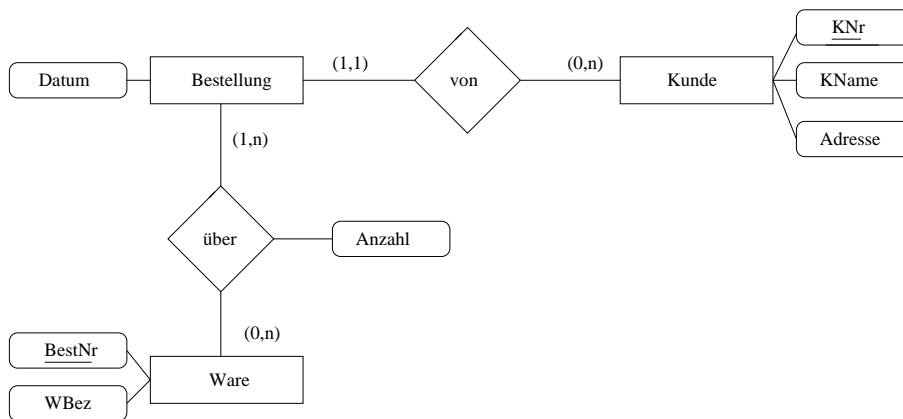 KNr
Datum
Bestellung
(1,1)
von
(0,n)
Kunde
KName
(1,n)
Adresse
über
Anzahl
(0,n)
BestNr
Ware
WBez